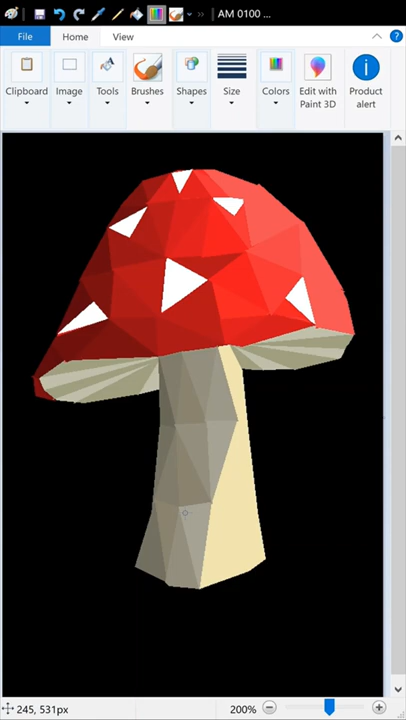 AM 0100 ...
File Home View
Clipboard Image Tools Brushes Shapes Size Colors Edit with Paint 3D Product alert
245, 531px 200%